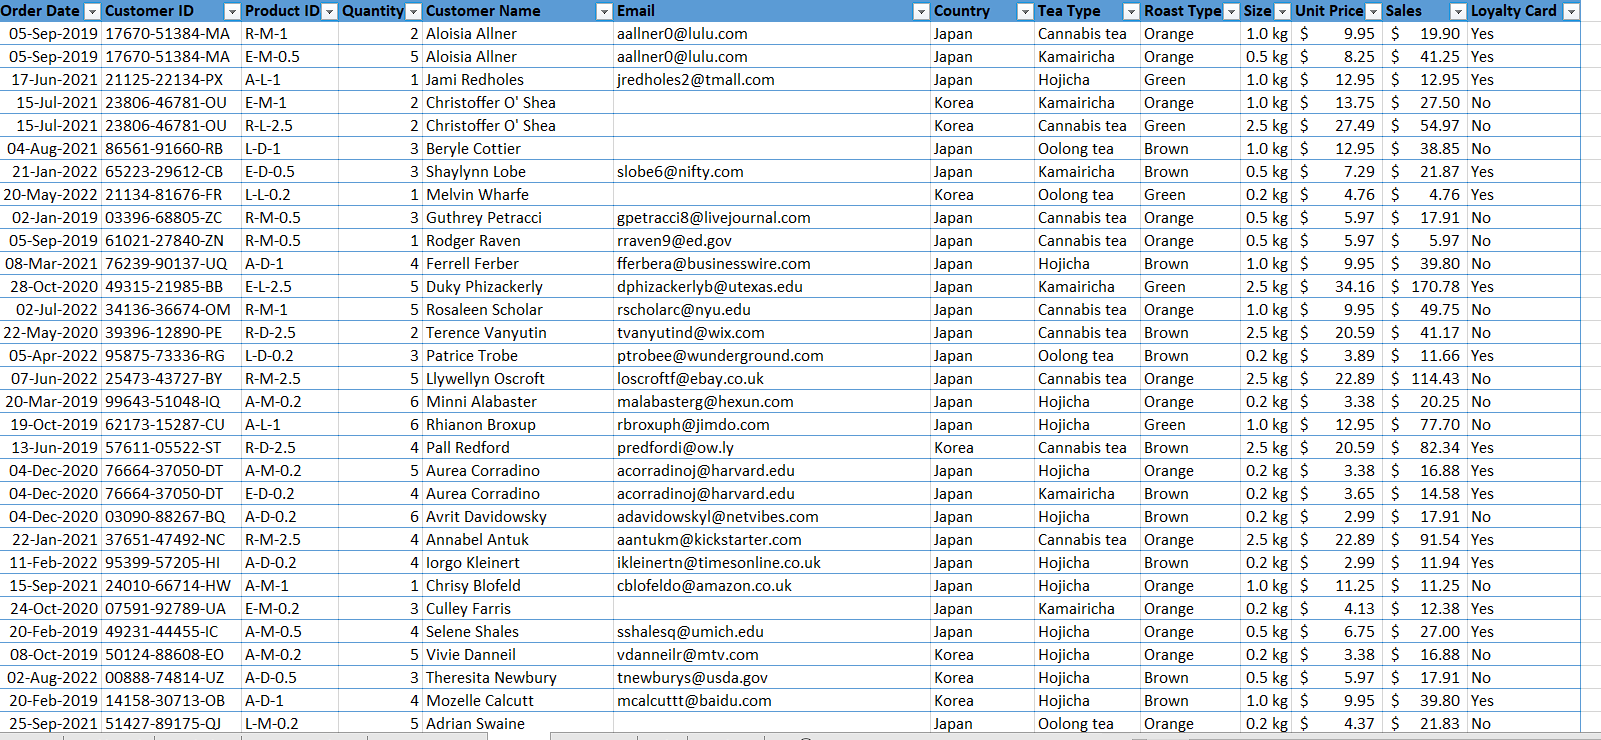 Order Date Customer ID Product ID Quantity Customer Name Email Country Tea Type Roast Type Size Unit Price Sales Loyalty Card
05-Sep-2019 17670-51384-MA R-M-1 2 Aloisia Allner aallner0@lulu.com Japan Cannabis tea Orange 1.0 kg $ 9.95 $ 19.90 Yes
05-Sep-2019 17670-51384-MA E-M-0.5 5 Aloisia Allner aallner0@lulu.com Japan Kamairicha Orange 0.5 kg $ 8.25 $ 41.25 Yes
17-Jun-2021 21125-22134-PX A-L-1 1 Jami Redholes jredholes2@tmall.com Japan Hojicha Green 1.0 kg $ 12.95 $ 12.95 Yes
15-Jul-2021 23806-46781-OU E-M-1 2 Christoffer O' Shea Korea Kamairicha Orange 1.0 kg $ 13.75 $ 27.50 No
15-Jul-2021 23806-46781-OU R-L-2.5 2 Christoffer O' Shea Korea Cannabis tea Green 2.5 kg $ 27.49 $ 54.97 No
04-Aug-2021 86561-91660-RB L-D-1 3 Beryle Cottier Japan Oolong tea Brown 1.0 kg $ 12.95 $ 38.85 No
21-Jan-2022 65223-29612-CB E-D-0.5 3 Shaylynn Lobe slobe6@nifty.com Japan Kamairicha Brown 0.5 kg $ 7.29 $ 21.87 Yes
20-May-2022 21134-81676-FR L-L-0.2 1 Melvin Wharfe Korea Oolong tea Green 0.2 kg $ 4.76 $ 4.76 Yes
02-Jan-2019 03396-68805-ZC R-M-0.5 3 Guthrey Petracci gpetracci8@livejournal.com Japan Cannabis tea Orange 0.5 kg $ 5.97 $ 17.91 No
05-Sep-2019 61021-27840-ZN R-M-0.5 1 Rodger Raven rraven9@ed.gov Japan Cannabis tea Orange 0.5 kg $ 5.97 $ 5.97 No
08-Mar-2021 76239-90137-UQ A-D-1 4 Ferrell Ferber fferbera@businesswire.com Japan Hojicha Brown 1.0 kg $ 9.95 $ 39.80 No
28-Oct-2020 49315-21985-BB E-L-2.5 5 Duky Phizackerly dphizackerlyb@utexas.edu Japan Kamairicha Green 2.5 kg $ 34.16 $ 170.78 Yes
02-Jul-2022 34136-36674-OM R-M-1 5 Rosaleen Scholar rscholarc@nyu.edu Japan Cannabis tea Orange 1.0 kg $ 9.95 $ 49.75 No
22-May-2020 39396-12890-PE R-D-2.5 2 Terence Vanyutin tvanyutind@wix.com Japan Cannabis tea Brown 2.5 kg $ 20.59 $ 41.17 No
05-Apr-2022 95875-73336-RG L-D-0.2 3 Patrice Trobe ptrobee@wunderground.com Japan Oolong tea Brown 0.2 kg $ 3.89 $ 11.66 Yes
07-Jun-2022 25473-43727-BY R-M-2.5 5 Llywellyn Oscroft loscroftf@ebay.co.uk Japan Cannabis tea Orange 2.5 kg $ 22.89 $ 114.43 No
20-Mar-2019 99643-51048-IQ A-M-0.2 6 Minni Alabaster malabasterg@hexun.com Japan Hojicha Orange 0.2 kg $ 3.38 $ 20.25 No
19-Oct-2019 62173-15287-CU A-L-1 6 Rhianon Broxup rbroxuph@jimdo.com Japan Hojicha Green 1.0 kg $ 12.95 $ 77.70 No
13-Jun-2019 57611-05522-ST R-D-2.5 4 Pall Redford predfordi@ow.ly Korea Cannabis tea Brown 2.5 kg $ 20.59 $ 82.34 Yes
04-Dec-2020 76664-37050-DT A-M-0.2 5 Aurea Corradino acorradinoj@harvard.edu Japan Hojicha Orange 0.2 kg $ 3.38 $ 16.88 Yes
04-Dec-2020 76664-37050-DT E-D-0.2 4 Aurea Corradino acorradinoj@harvard.edu Japan Kamairicha Brown 0.2 kg $ 3.65 $ 14.58 Yes
04-Dec-2020 03090-88267-BQ A-D-0.2 6 Avrit Davidowsky adavidowskyl@netvibes.com Japan Hojicha Brown 0.2 kg $ 2.99 $ 17.91 No
22-Jan-2021 37651-47492-NC R-M-2.5 4 Annabel Antuk aantukm@kickstarter.com Japan Cannabis tea Orange 2.5 kg $ 22.89 $ 91.54 Yes
11-Feb-2022 95399-57205-HI A-D-0.2 4 Iorgo Kleinert ikleinertn@timesonline.co.uk Japan Hojicha Brown 0.2 kg $ 2.99 $ 11.94 Yes
15-Sep-2021 24010-66714-HW A-M-1 1 Chrisy Blofeld cblofeldo@amazon.co.uk Japan Hojicha Orange 1.0 kg $ 11.25 $ 11.25 No
24-Oct-2020 07591-92789-UA E-M-0.2 3 Culley Farris Japan Kamairicha Orange 0.2 kg $ 4.13 $ 12.38 Yes
20-Feb-2019 49231-44455-IC A-M-0.5 4 Selene Shales sshalesq@umich.edu Japan Hojicha Orange 0.5 kg $ 6.75 $ 27.00 Yes
08-Oct-2019 50124-88608-EO A-M-0.2 5 Vivie Danneil vdanneilr@mtv.com Korea Hojicha Orange 0.2 kg $ 3.38 $ 16.88 No
02-Aug-2022 00888-74814-UZ A-D-0.5 3 Theresita Newbury tnewburys@usda.gov Korea Hojicha Brown 0.5 kg $ 5.97 $ 17.91 No
20-Feb-2019 14158-30713-OB A-D-1 4 Mozelle Calcutt mcalcuttt@baidu.com Korea Hojicha Brown 1.0 kg $ 9.95 $ 39.80 Yes
25-Sep-2021 51427-89175-QJ L-M-0.2 5 Adrian Swaine Japan Oolong tea Orange 0.2 kg $ 4.37 $ 21.83 No